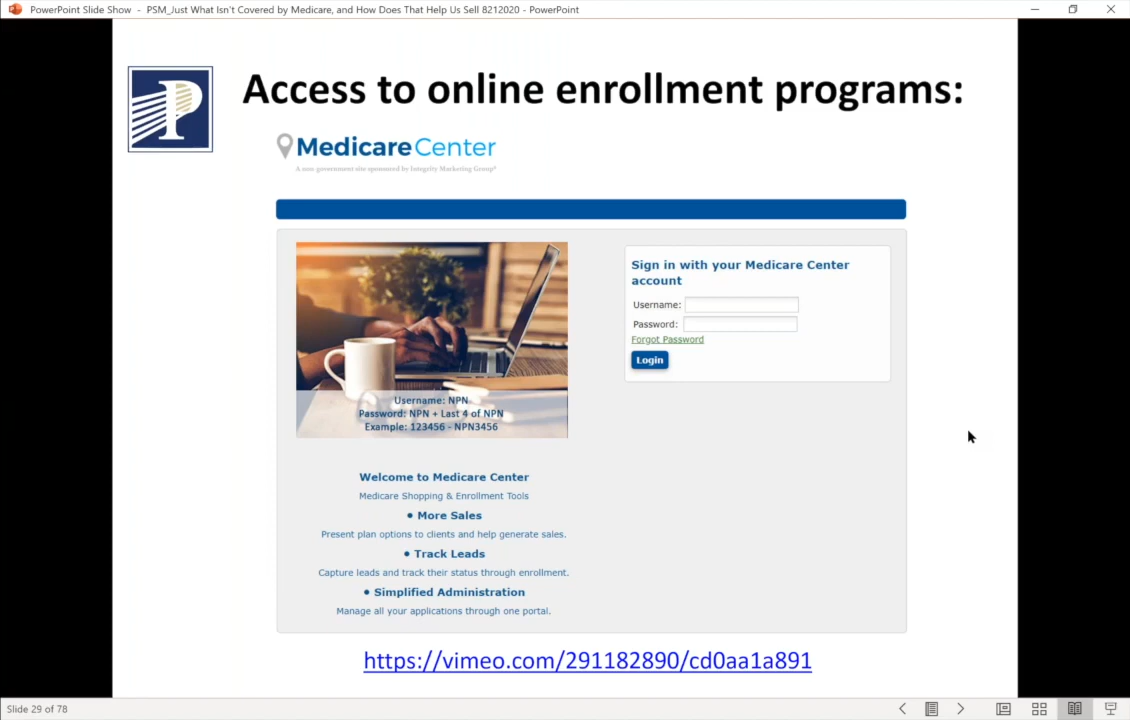 PowerPoint Slide Show - PSM_Just What Isn't Covered by Medicare, and How Does That Help Us Sell 8212020 - PowerPoint
P
Access to online enrollment programs:
MedicareCenter
A non government site sponsored by Integrity Marketing Group®
Sign in with your Medicare Center
account
Username:
Password:
Forgot Password
Login
Username: NPN
Password: NPN + Last 4 of NPN
Example: 123456 - NPN3456
Welcome to Medicare Center
Medicare Shopping & Enrollment Tools
• More Sales
Present plan options to clients and help generate sales.
• Track Leads
Capture leads and track their status through enrollment.
• Simplified Administration
Manage all your applications through one portal.
https://vimeo.com/291182890/cd0aa1a891
Slide 29 of 78